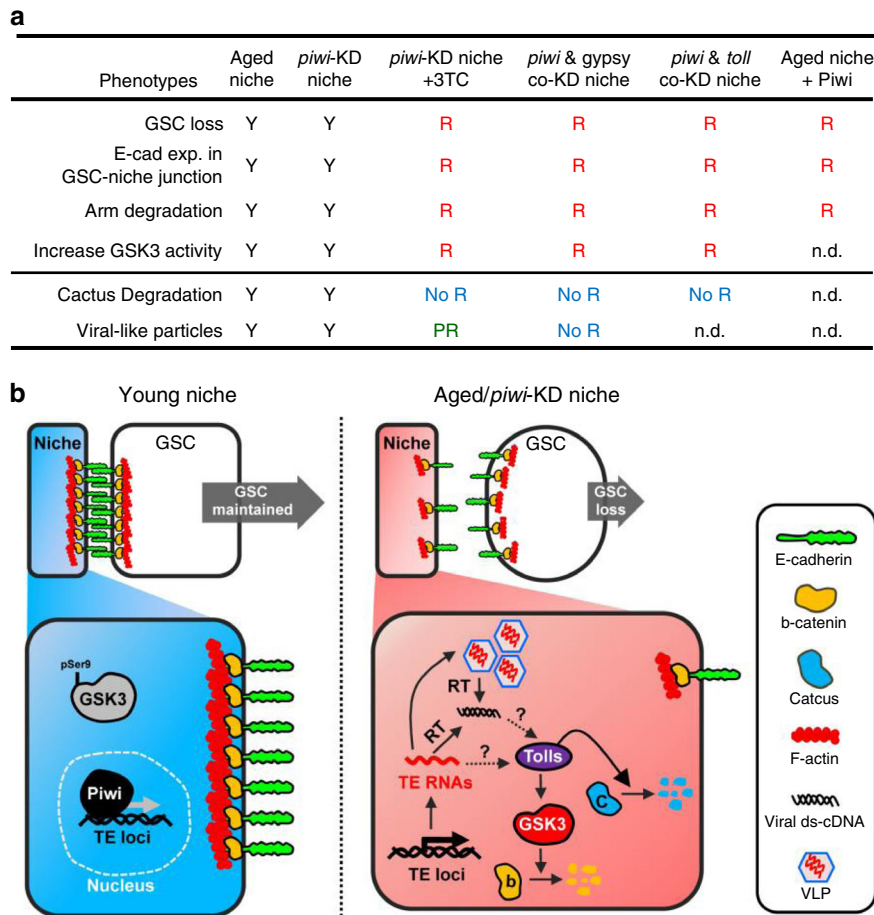 a
Phenotypes Aged niche piwi-KD niche piwi-KD niche +3TC piwi & gypsy co-KD niche piwi & toll co-KD niche Aged niche + Piwi
GSC loss Y Y R R R R
E-cad exp. in GSC-niche junction Y Y R R R R
Arm degradation Y Y R R R R
Increase GSK3 activity Y Y R R R n.d.
Cactus Degradation Y Y No R No R No R n.d.
Viral-like particles Y Y PR No R n.d. n.d.
b
Young niche
Niche
GSC
GSC
maintained
pSer9
GSK3
Piwi
TE loci
Nucleus
Aged/piwi-KD niche
Niche
GSC
GSC
loss
RT
RT
?
?
TE RNAs
Tolls
C
GSK3
TE loci
b
E-cadherin
b-catenin
Catcus
F-actin
Viral ds-cDNA
VLP